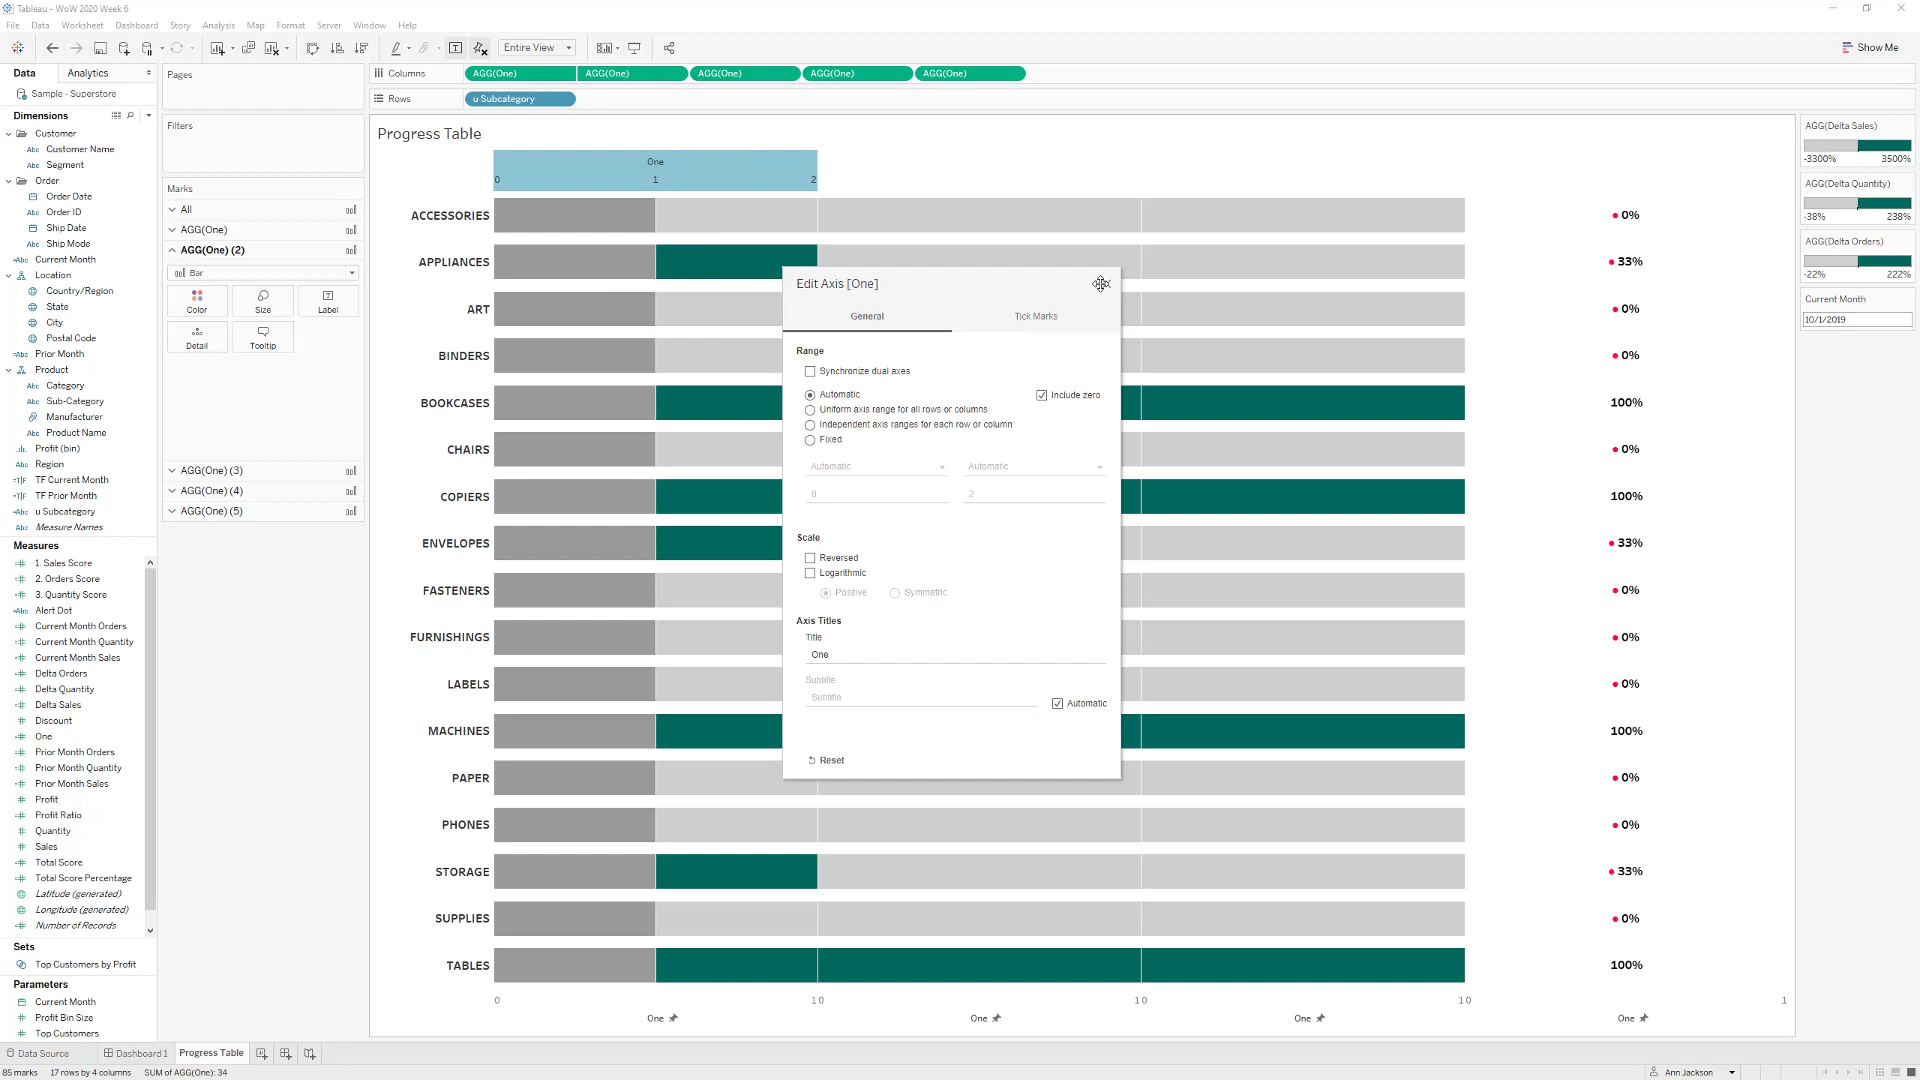 Tableau - WoW 2020 Week 6
File Data Worksheet Dashboard Story Analysis Map Format Server Window Help
Entire View
Show Me
Data Analytics
Sample - Superstore
Dimensions
Customer
Abc Customer Name
Abc Segment
Order
Order Date
Abc Order ID
Ship Date
Abc Ship Mode
=Abc Current Month
Location
Country/Region
State
City
Postal Code
=Abc Prior Month
Product
Abc Category
Abc Sub-Category
Manufacturer
Abc Product Name
Profit (bin)
Abc Region
=T|F TF Current Month
=T|F TF Prior Month
Abc u Subcategory
Abc Measure Names
Measures
=# 1. Sales Score
=# 2. Orders Score
=# 3. Quantity Score
=Abc Alert Dot
=# Current Month Orders
=# Current Month Quantity
=# Current Month Sales
=# Delta Orders
=# Delta Quantity
=# Delta Sales
# Discount
=# One
=# Prior Month Orders
=# Prior Month Quantity
=# Prior Month Sales
# Profit
=# Profit Ratio
# Quantity
# Sales
=# Total Score
=# Total Score Percentage
Latitude (generated)
Longitude (generated)
=# Number of Records
Sets
Top Customers by Profit
Parameters
Current Month
# Profit Bin Size
# Top Customers
Pages
Filters
Marks
All
AGG(One)
AGG(One) (2)
Bar
Color Size Label
Detail Tooltip
AGG(One) (3)
AGG(One) (4)
AGG(One) (5)
Columns AGG(One) AGG(One) AGG(One) AGG(One) AGG(One)
Rows u Subcategory
Progress Table
One
0 1 2
ACCESSORIES 0%
APPLIANCES 33%
ART 0%
BINDERS 0%
BOOKCASES 100%
CHAIRS 0%
COPIERS 100%
ENVELOPES 33%
FASTENERS 0%
FURNISHINGS 0%
LABELS 0%
MACHINES 100%
PAPER 0%
PHONES 0%
STORAGE 33%
SUPPLIES 0%
TABLES 100%
0 1 0 1 0 1 0 1
One One One One
Edit Axis [One]
General Tick Marks
Range
Synchronize dual axes
Automatic Include zero
Uniform axis range for all rows or columns
Independent axis ranges for each row or column
Fixed
Automatic Automatic
0 2
Scale
Reversed
Logarithmic
Positive Symmetric
Axis Titles
Title
One
Subtitle
Subtitle Automatic
Reset
AGG(Delta Sales)
-3300% 3500%
AGG(Delta Quantity)
-38% 238%
AGG(Delta Orders)
-22% 222%
Current Month
10/1/2019
Data Source Dashboard 1 Progress Table
85 marks 17 rows by 4 columns SUM of AGG(One): 34
Ann Jackson